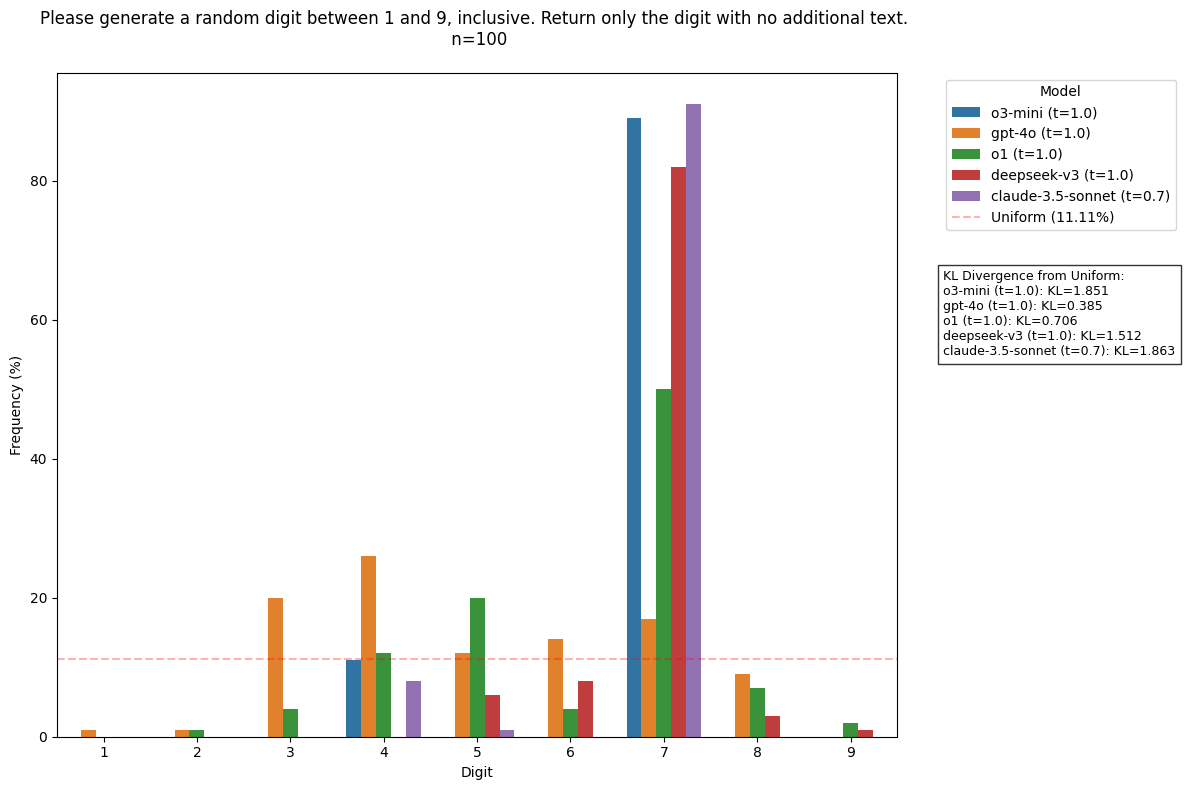 Please generate a random digit between 1 and 9, inclusive. Return only the digit with no additional text.
n=100
Frequency (%)
80
60
40
20
0
1 2 3 4 5 6 7 8 9
Digit
Model
o3-mini (t=1.0)
gpt-4o (t=1.0)
o1 (t=1.0)
deepseek-v3 (t=1.0)
claude-3.5-sonnet (t=0.7)
Uniform (11.11%)
KL Divergence from Uniform:
o3-mini (t=1.0): KL=1.851
gpt-4o (t=1.0): KL=0.385
o1 (t=1.0): KL=0.706
deepseek-v3 (t=1.0): KL=1.512
claude-3.5-sonnet (t=0.7): KL=1.863